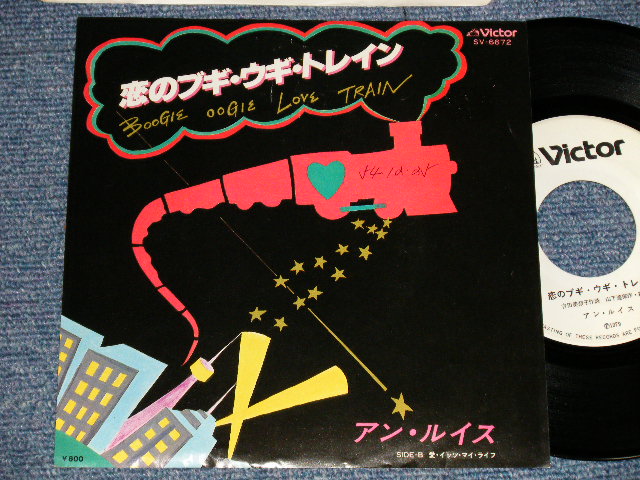 Victor
SV-6672
恋のブギ・ウギ・トレイン
BOOGIE OOGIE LOVE TRAIN
アン・ルイス
SIDE-B 愛・イッツ・マイ・ライフ
¥800
Victor
恋のブギ・ウギ・トレ
アン・ルイス
Ⓟ1979